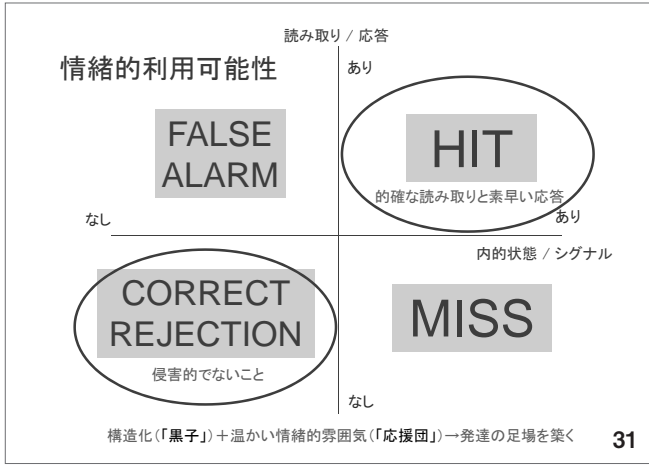 読み取り / 応答
情緒的利用可能性
あり
FALSE
ALARM
HIT
的確な読み取りと素早い応答
なし
あり
内的状態 / シグナル
CORRECT
REJECTION
MISS
侵害的でないこと
なし
構造化(「黒子」)＋温かい情緒的雰囲気(「応援団」)→発達の足場を築く
31